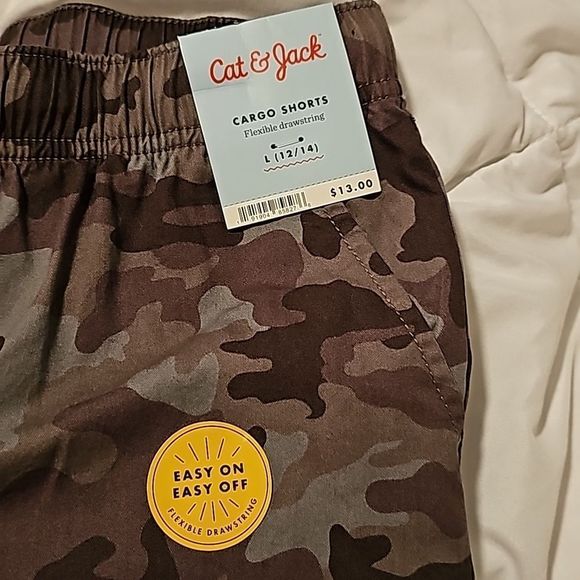 Cat & Jack
CARGO SHORTS
Flexible drawstring
L (12/14)
$13.00
EASY ON
EASY OFF
FLEXIBLE DRAWSTRING